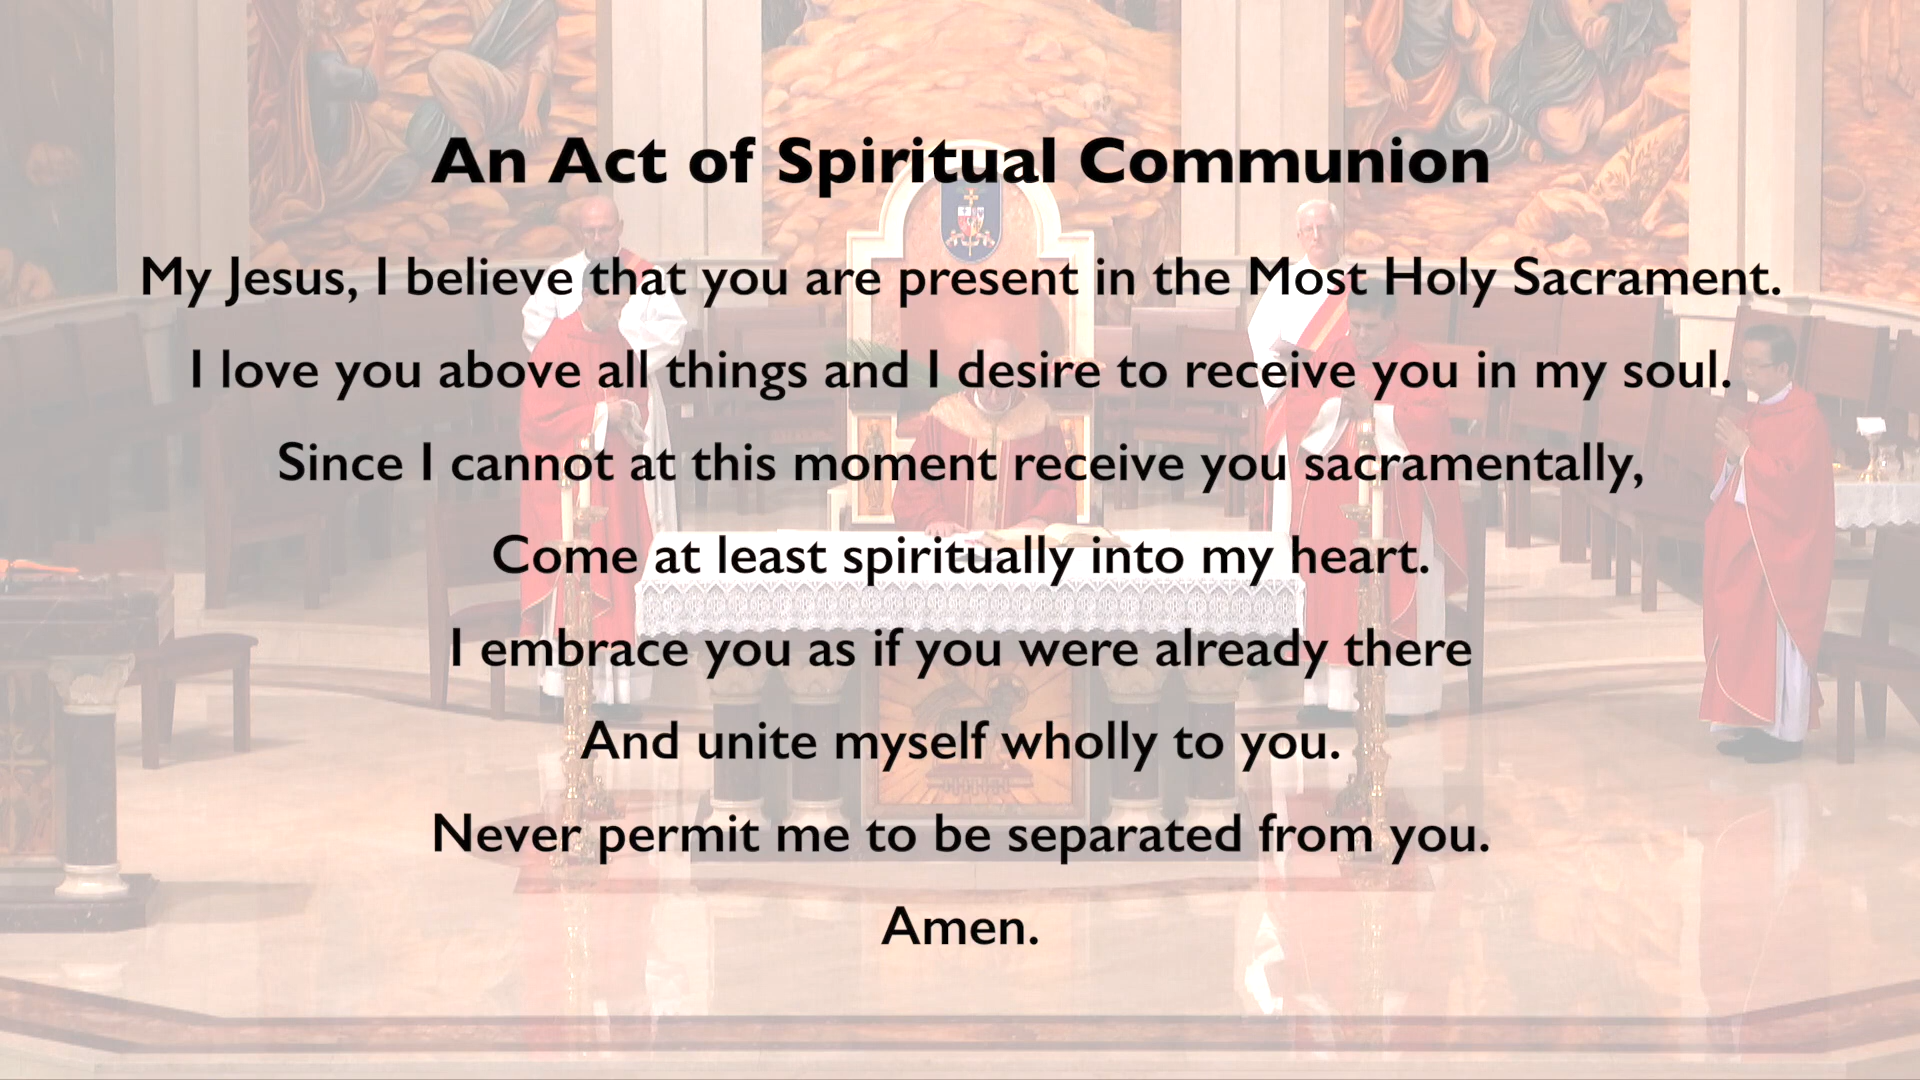 An Act of Spiritual Communion
My Jesus, I believe that you are present in the Most Holy Sacrament.
I love you above all things and I desire to receive you in my soul.
Since I cannot at this moment receive you sacramentally,
Come at least spiritually into my heart.
I embrace you as if you were already there
And unite myself wholly to you.
Never permit me to be separated from you.
Amen.